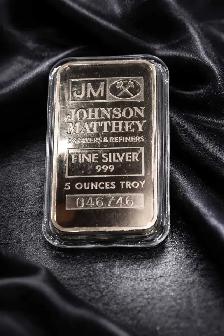 JM
JOHNSON
MATTHEY
ASSAYERS & REFINERS
FINE SILVER
999
5 OUNCES TROY
046746